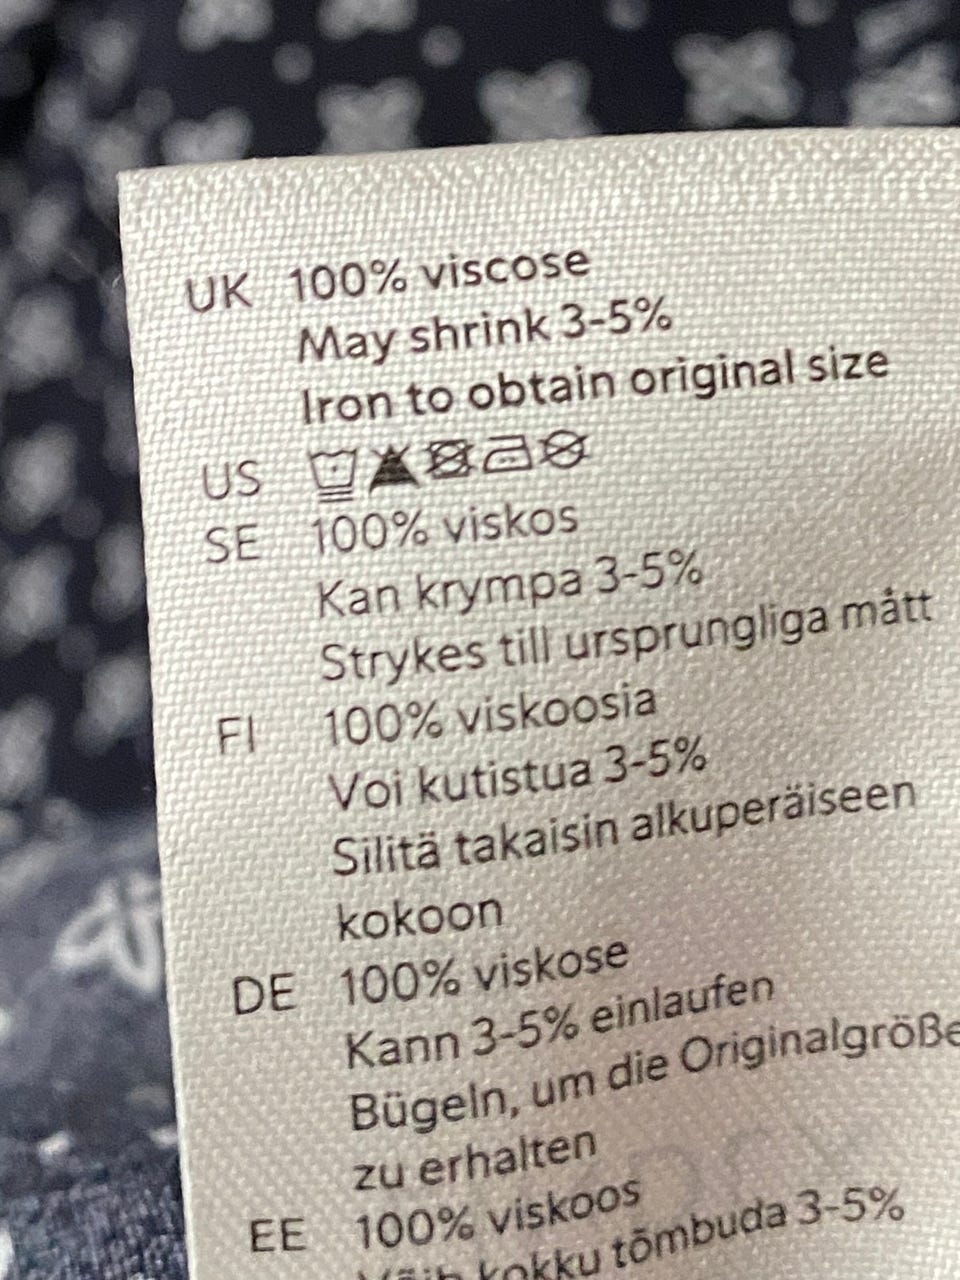 UK 100% viscose
May shrink 3-5%
Iron to obtain original size
US
SE 100% viskos
Kan krympa 3-5%
Strykes till ursprungliga mått
FI 100% viskoosia
Voi kutistua 3-5%
Silitä takaisin alkuperäiseen
kokoon
DE 100% viskose
Kann 3-5% einlaufen
Bügeln, um die Originalgröße
zu erhalten
EE 100% viskoos
kokku tõmbuda 3-5%